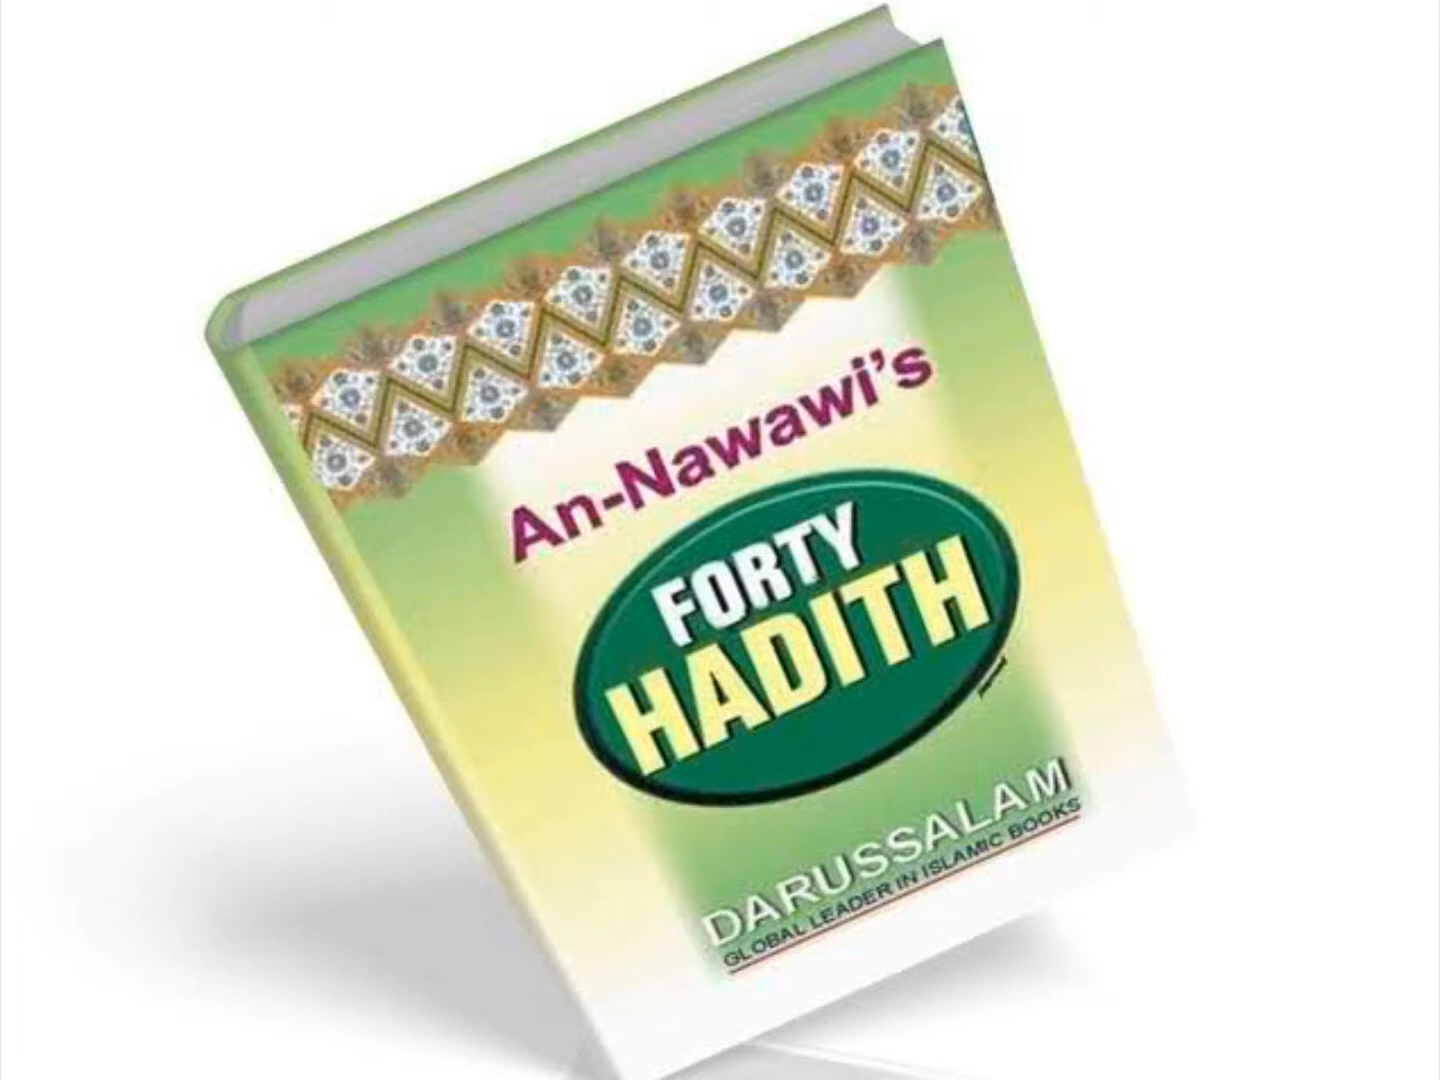 An-Nawawi's
FORTY
HADITH
DARUSSALAM
GLOBAL LEADER IN ISLAMIC BOOKS